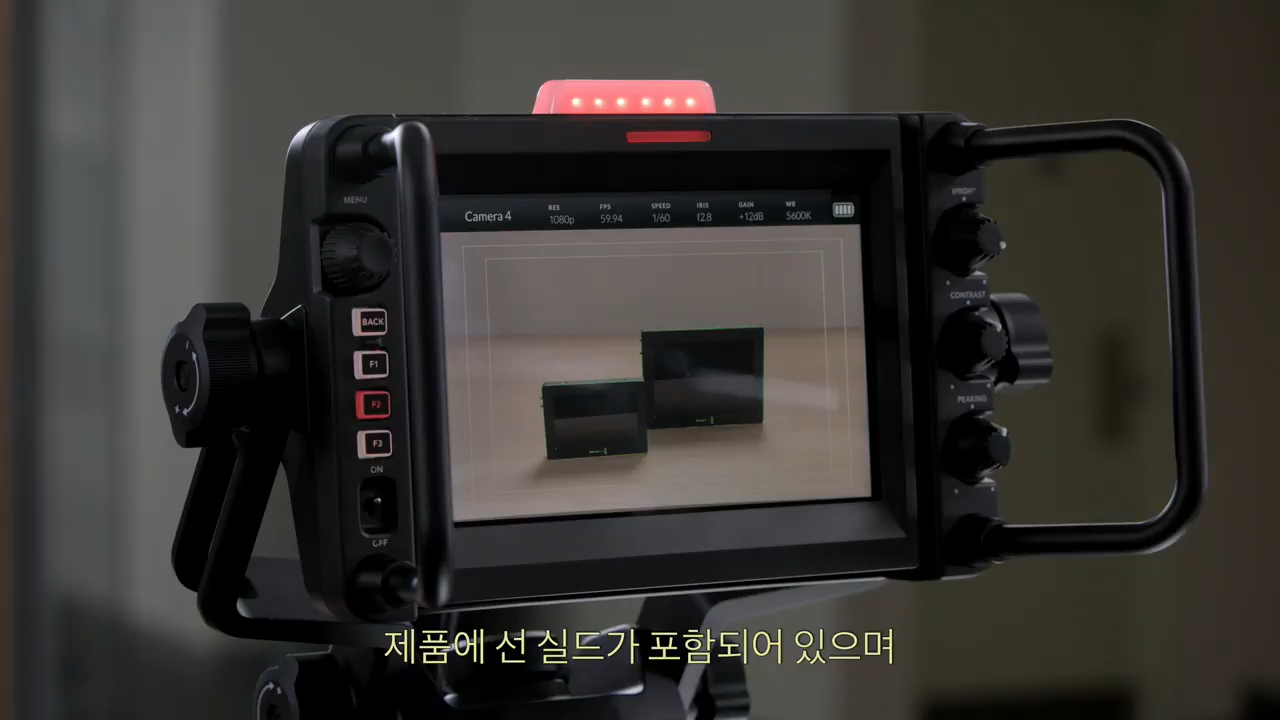 MENU
BACK
F1
F2
F3
ON
OFF
Camera 4
RES
1080p
FPS
59.94
SPEED
1/60
IRIS
f2.8
GAIN
+12dB
WB
5600K
BRIGHT
CONTRAST
PEAKING
제품에 선 실드가 포함되어 있으며